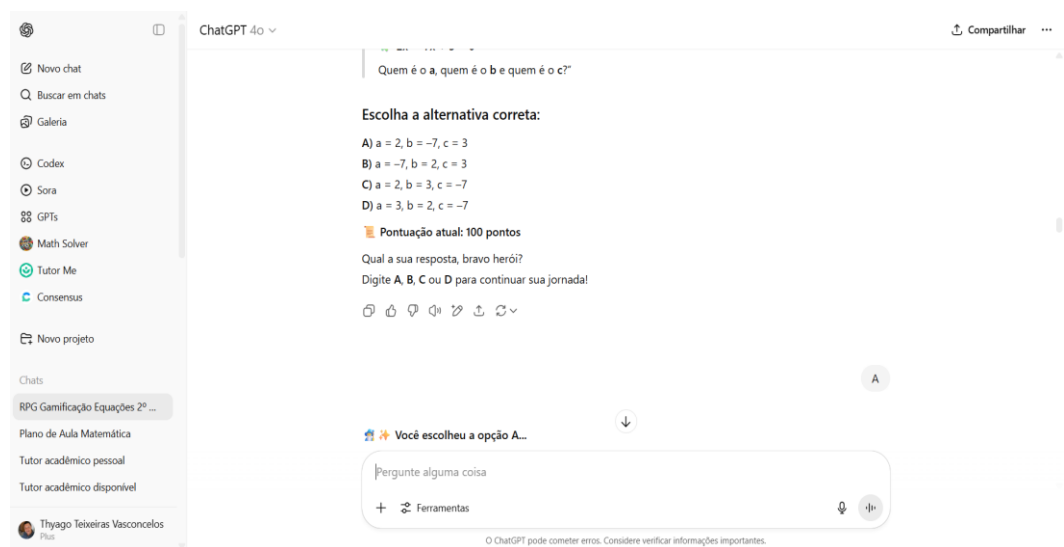 ChatGPT 4o
Compartilhar
Novo chat
Buscar em chats
Galeria
Codex
Sora
GPTs
Math Solver
Tutor Me
Consensus
Novo projeto
Chats
RPG Gamificação Equações 2º ...
Plano de Aula Matemática
Tutor acadêmico pessoal
Tutor acadêmico disponível
Thyago Teixeiras Vasconcelos
Plus
Quem é o a, quem é o b e quem é o c?"
Escolha a alternativa correta:
A) a = 2, b = –7, c = 3
B) a = –7, b = 2, c = 3
C) a = 2, b = 3, c = –7
D) a = 3, b = 2, c = –7
Pontuação atual: 100 pontos
Qual a sua resposta, bravo herói?
Digite A, B, C ou D para continuar sua jornada!
A
Você escolheu a opção A...
Pergunte alguma coisa
Ferramentas
O ChatGPT pode cometer erros. Considere verificar informações importantes.